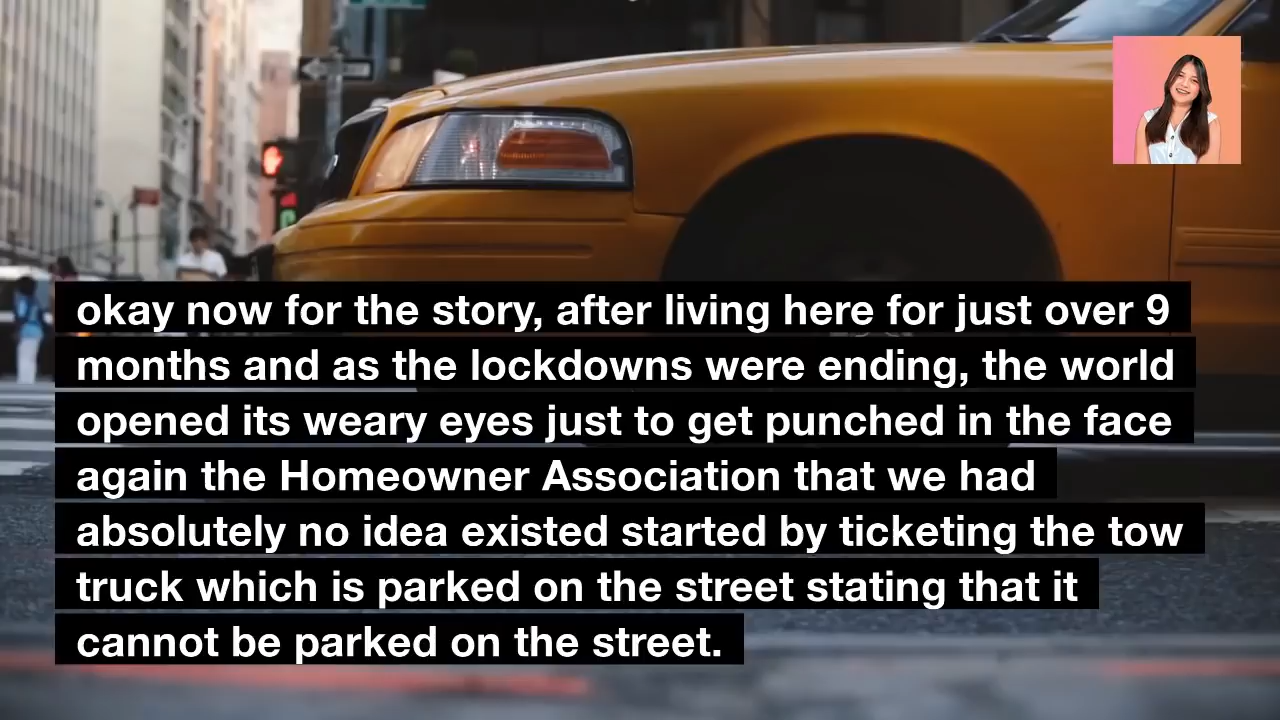 okay now for the story, after living here for just over 9
months and as the lockdowns were ending, the world
opened its weary eyes just to get punched in the face
again the Homeowner Association that we had
absolutely no idea existed started by ticketing the tow
truck which is parked on the street stating that it
cannot be parked on the street.